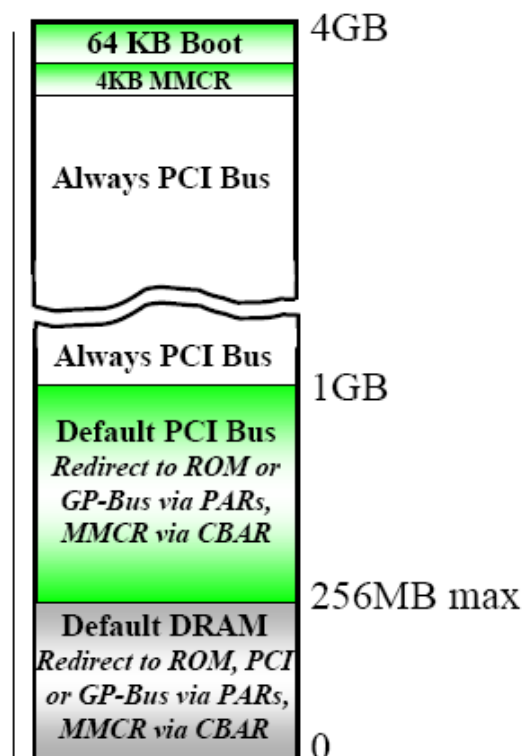 4GB
64 KB Boot
4KB MMCR
Always PCI Bus
Always PCI Bus
1GB
Default PCI Bus
Redirect to ROM or
GP-Bus via PARs,
MMCR via CBAR
256MB max
Default DRAM
Redirect to ROM, PCI
or GP-Bus via PARs,
MMCR via CBAR
0